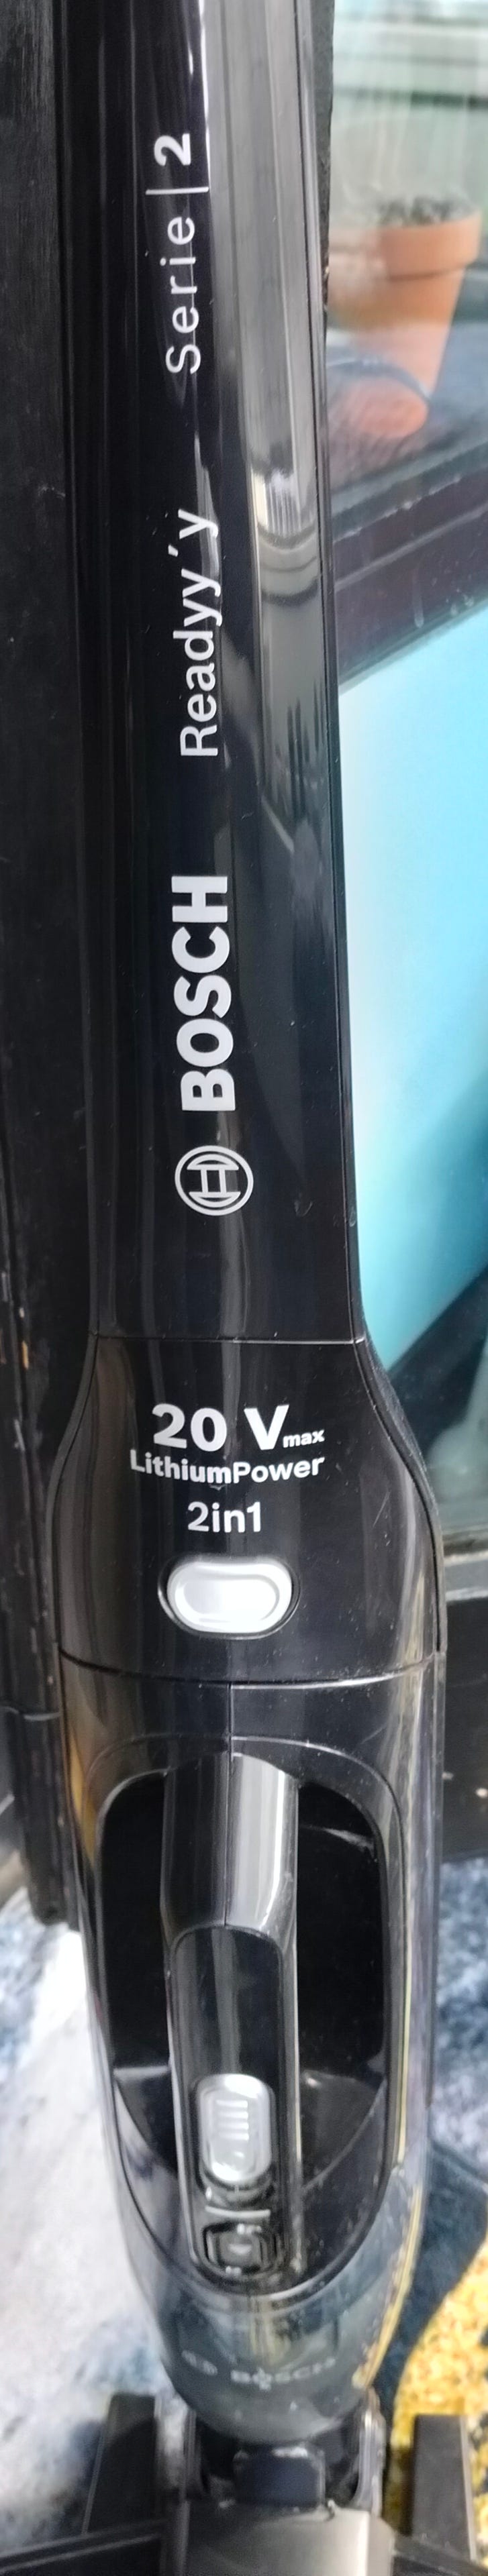 BOSCH Readyy´y Serie | 2
20 Vmax
LithiumPower
2in1
BOSCH